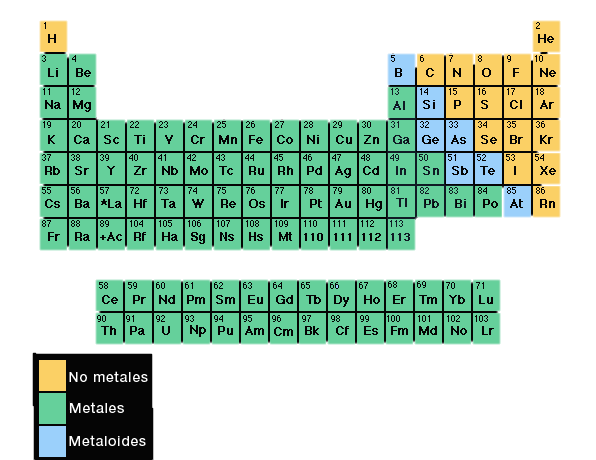 1 2
H He
3 4 5 6 7 8 9 10
Li Be B C N O F Ne
11 12 13 14 15 16 17 18
Na Mg Al Si P S Cl Ar
19 20 21 22 23 24 25 26 27 28 29 30 31 32 33 34 35 36
K Ca Sc Ti Y Cr Mn Fe Co Ni Cu Zn Ga Ge As Se Br Kr
37 38 39 40 41 42 43 44 45 46 47 48 49 50 51 52 53 54
Rb Sr Y Zr Nb Mo Tc Ru Rh Pd Ag Cd In Sn Sb Te I Xe
55 56 57 72 73 74 75 76 77 78 79 80 81 82 83 84 85 86
Cs Ba *La Hf Ta W Re Os Ir Pt Au Hg Tl Pb Bi Po At Rn
87 88 89 104 105 106 107 108 109 110 111 112 113
Fr Ra +Ac Rf Ha Sg Ns Hs Mt 110 111 112 113
58 59 60 61 62 63 64 65 66 67 68 69 70 71
Ce Pr Nd Pm Sm Eu Gd Tb Dy Ho Er Tm Yb Lu
90 91 92 93 94 95 96 97 98 99 100 101 102 103
Th Pa U Np Pu Am Cm Bk Cf Es Fm Md No Lr
No metales
Metales
Metaloides